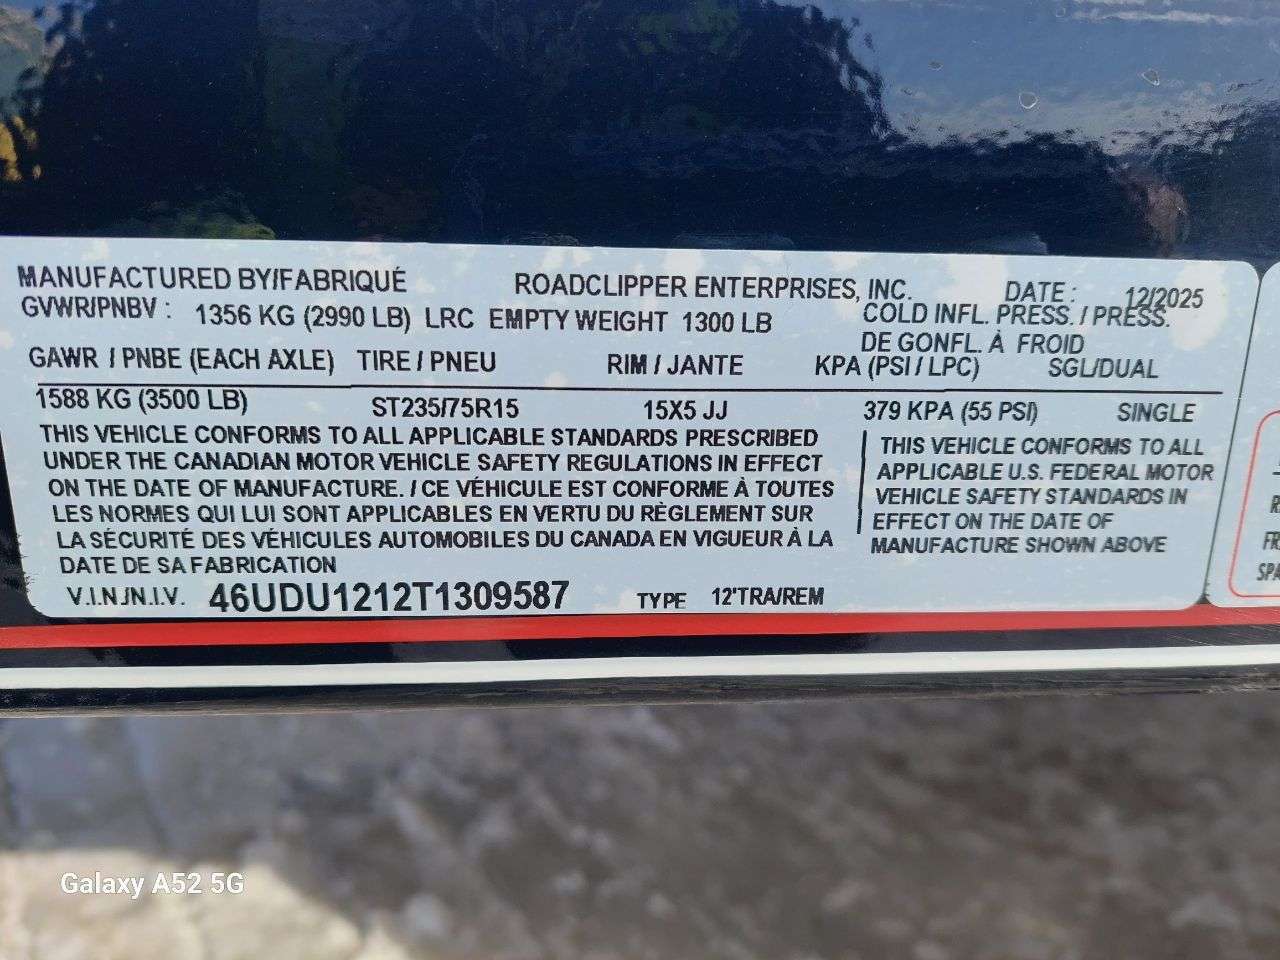 MANUFACTURED BY/FABRIQUÉ ROADCLIPPER ENTERPRISES, INC. DATE : 12/2025
GVWR/PNBV : 1356 KG (2990 LB) LRC EMPTY WEIGHT 1300 LB COLD INFL. PRESS. / PRESS.
DE GONFL. À FROID
GAWR / PNBE (EACH AXLE) TIRE / PNEU RIM / JANTE KPA (PSI / LPC) SGL/DUAL
1588 KG (3500 LB) ST235/75R15 15X5 JJ 379 KPA (55 PSI) SINGLE
THIS VEHICLE CONFORMS TO ALL APPLICABLE STANDARDS PRESCRIBED
UNDER THE CANADIAN MOTOR VEHICLE SAFETY REGULATIONS IN EFFECT
ON THE DATE OF MANUFACTURE. / CE VÉHICULE EST CONFORME À TOUTES
LES NORMES QUI LUI SONT APPLICABLES EN VERTU DU RÈGLEMENT SUR
LA SÉCURITÉ DES VÉHICULES AUTOMOBILES DU CANADA EN VIGUEUR À LA
DATE DE SA FABRICATION
THIS VEHICLE CONFORMS TO ALL
APPLICABLE U.S. FEDERAL MOTOR
VEHICLE SAFETY STANDARDS IN
EFFECT ON THE DATE OF
MANUFACTURE SHOWN ABOVE
V.I.N./N.I.V. 46UDU1212T1309587 TYPE 12'TRA/REM
Galaxy A52 5G